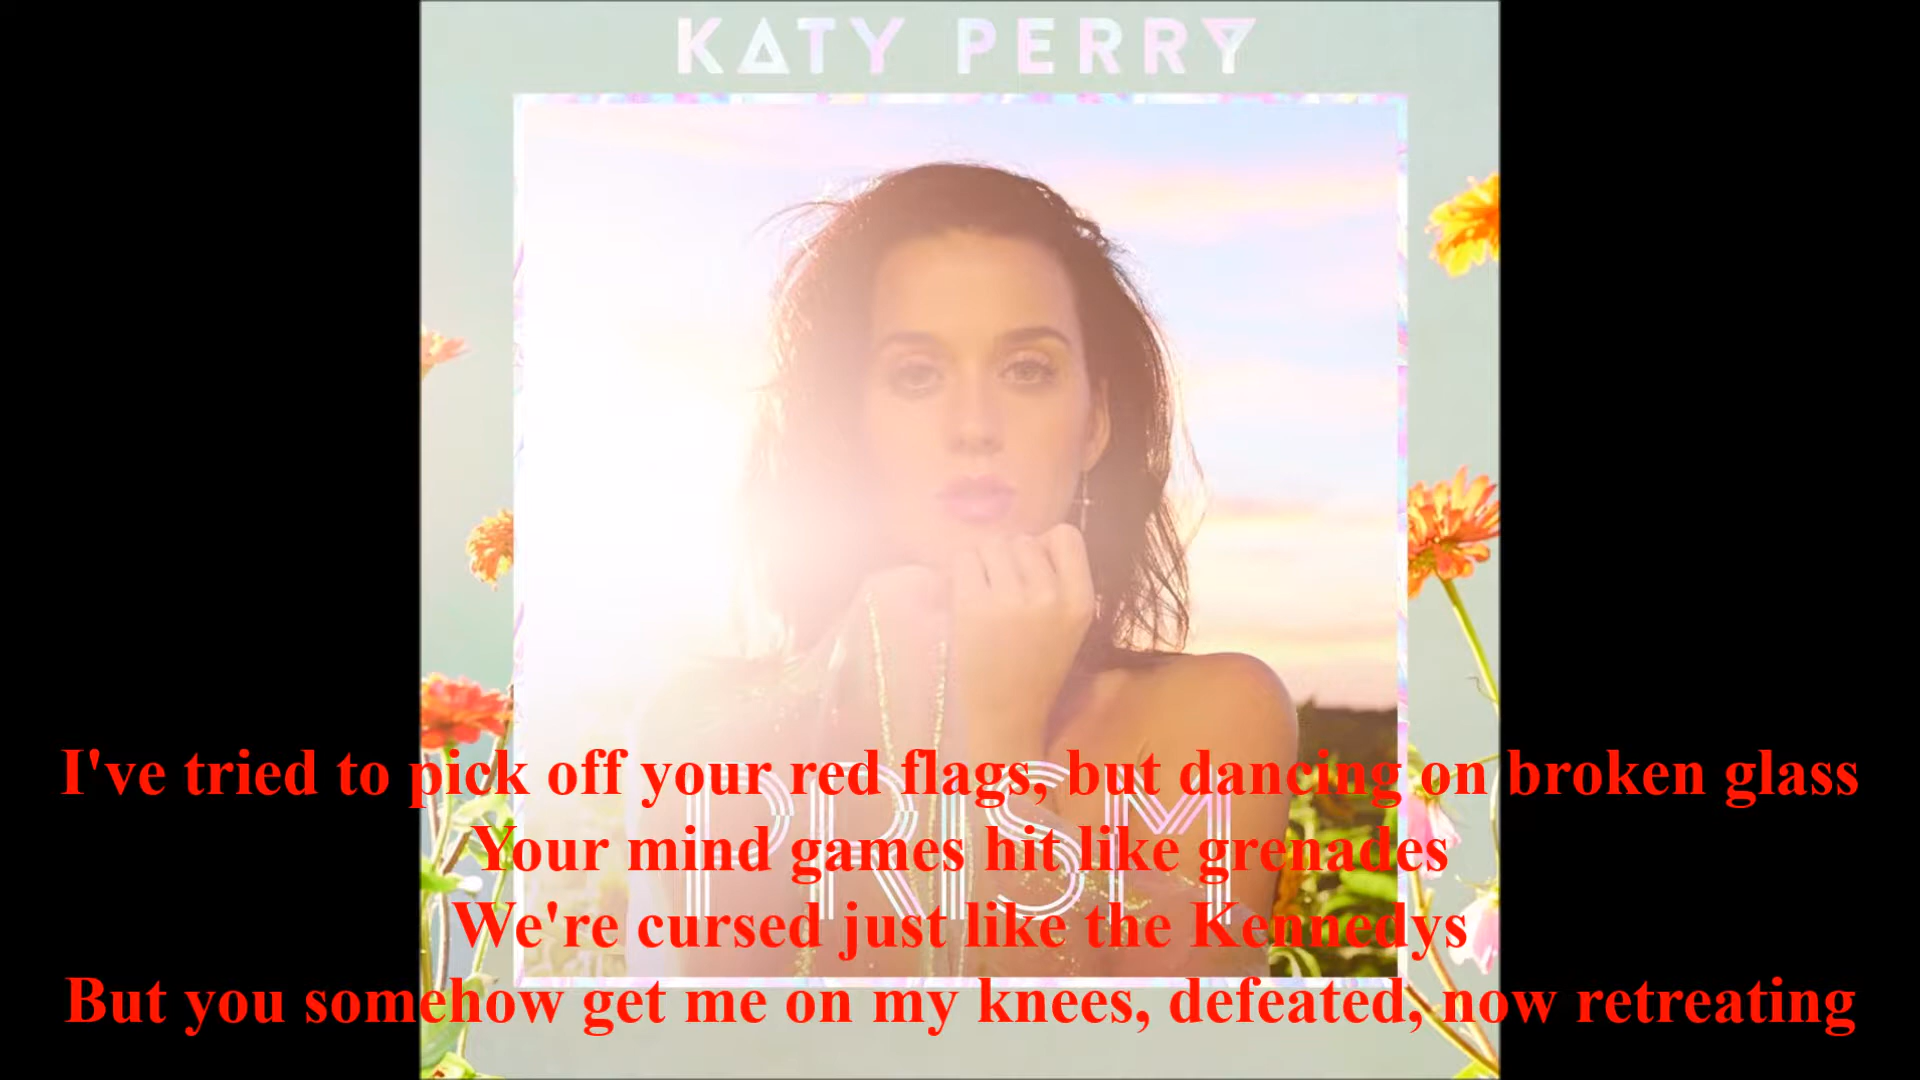 KATY PERRY
I've tried to pick off your red flags, but dancing on broken glass
PRISM
Your mind games hit like grenades
We're cursed just like the Kennedys
But you somehow get me on my knees, defeated, now retreating